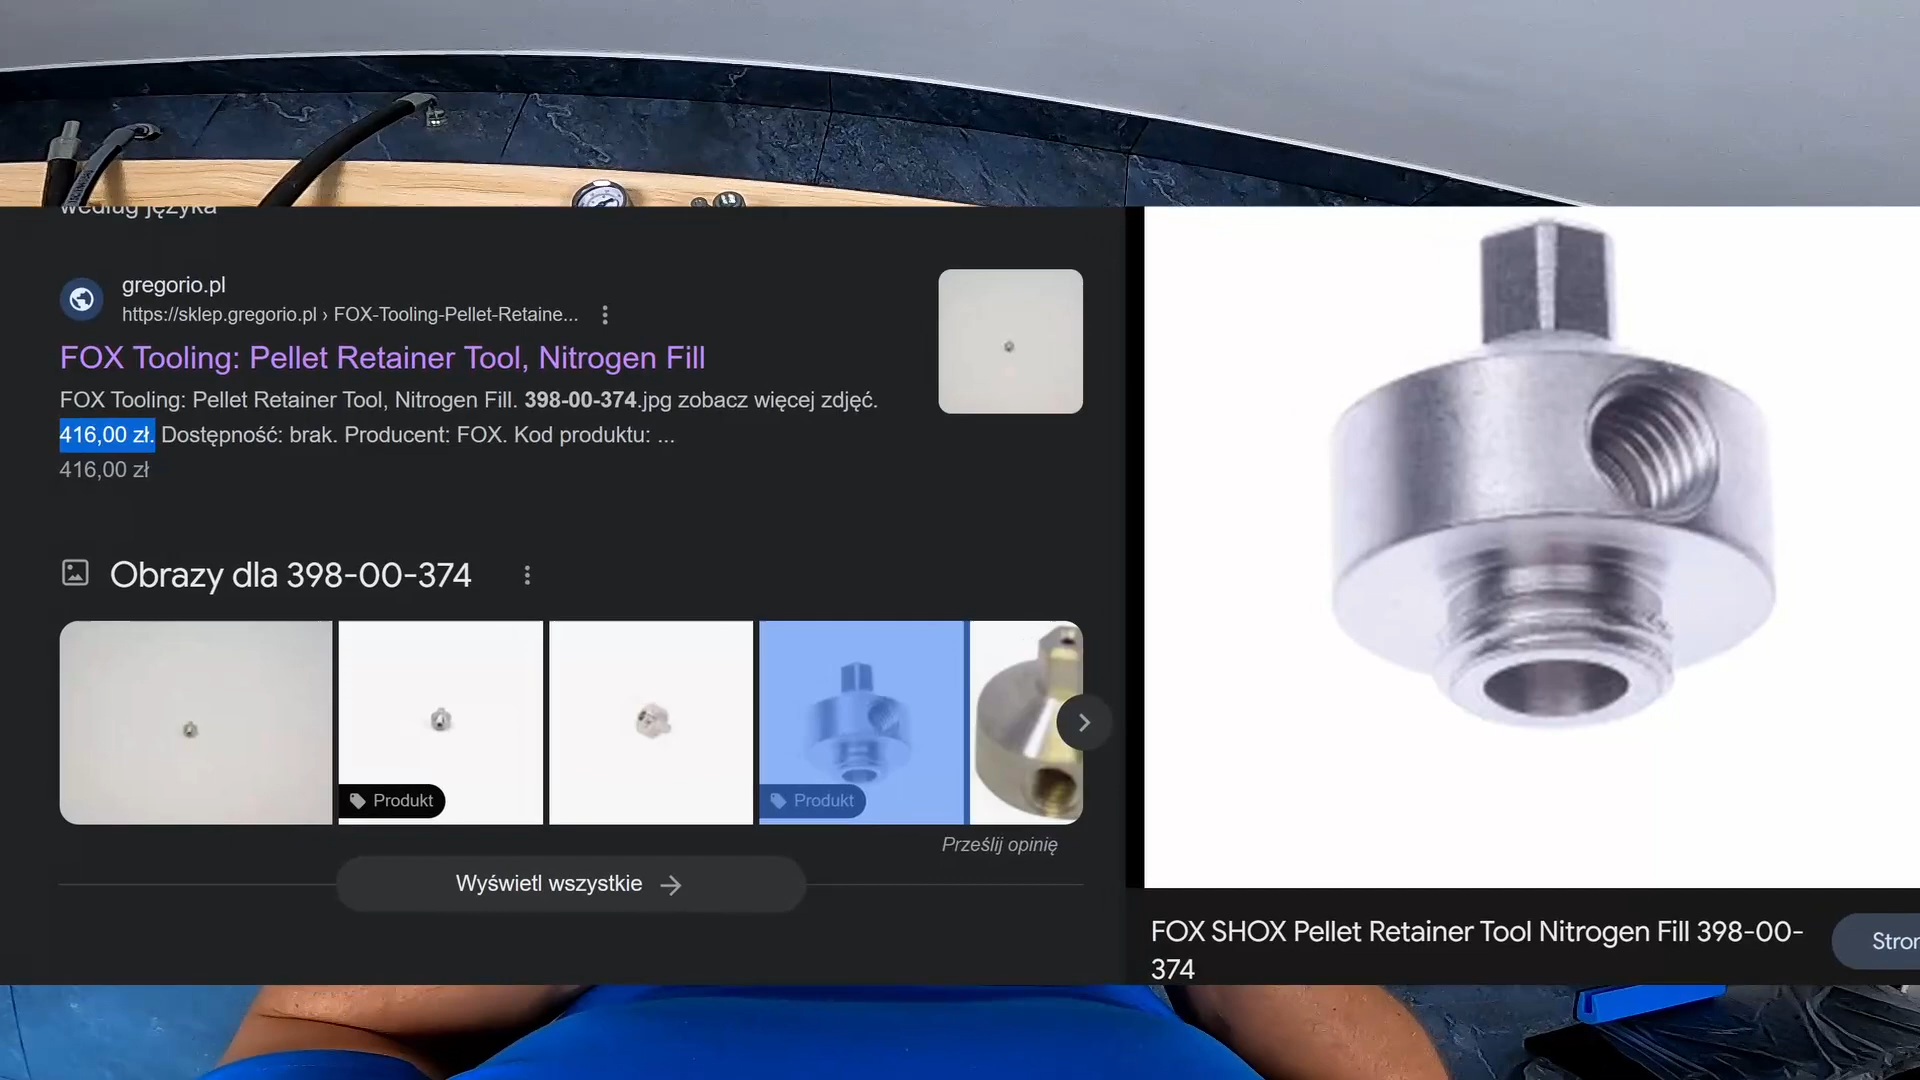 według języka
gregorio.pl
https://sklep.gregorio.pl › FOX-Tooling-Pellet-Retaine...
FOX Tooling: Pellet Retainer Tool, Nitrogen Fill
FOX Tooling: Pellet Retainer Tool, Nitrogen Fill. 398-00-374.jpg zobacz więcej zdjęć.
416,00 zł. Dostępność: brak. Producent: FOX. Kod produktu: ...
416,00 zł
Obrazy dla 398-00-374
Produkt
Produkt
Prześlij opinię
Wyświetl wszystkie
FOX SHOX Pellet Retainer Tool Nitrogen Fill 398-00-
374